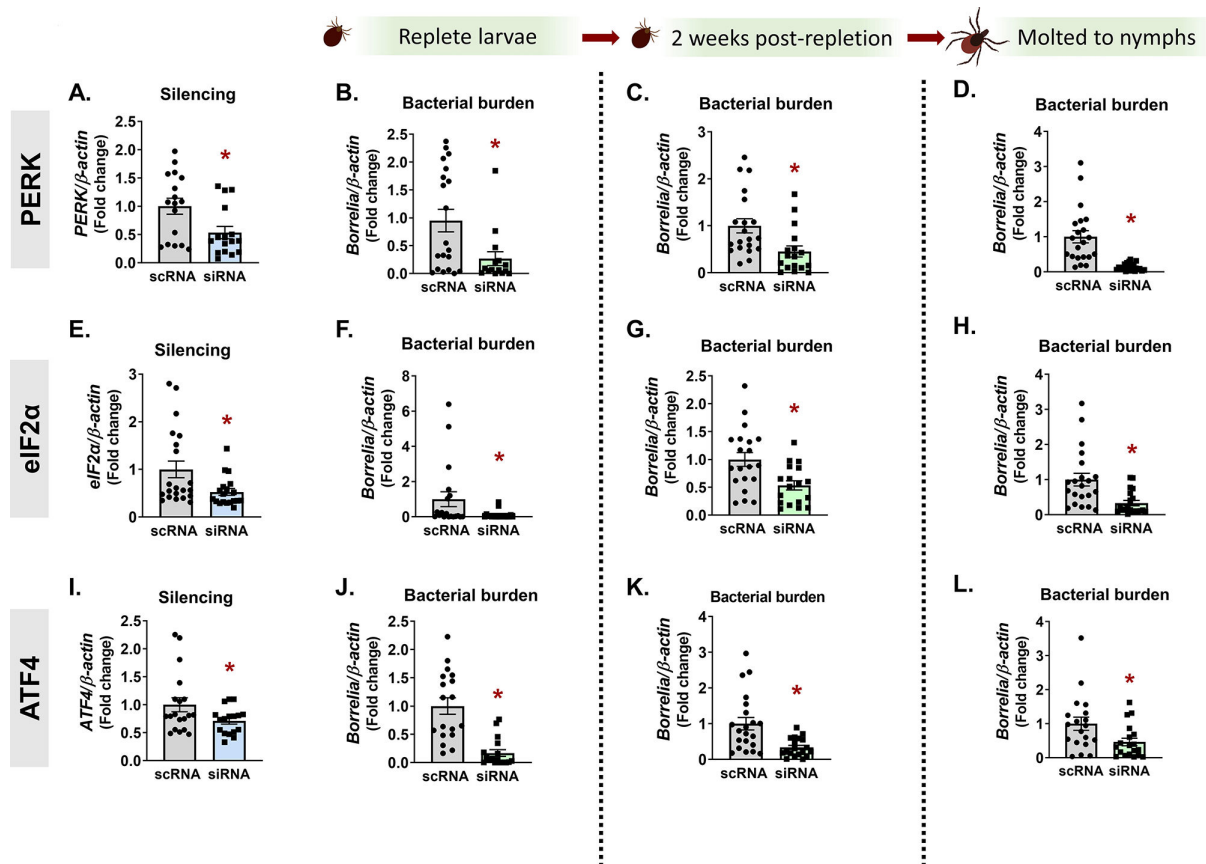 Replete larvae
2 weeks post-repletion
Molted to nymphs
PERK
A.
Silencing
PERK/β-actin
(Fold change)
2.5
2.0
1.5
1.0
0.5
0.0
scRNA siRNA
*
B.
Bacterial burden
Borrelia/β-actin
(Fold change)
2.5
2.0
1.5
1.0
0.5
0.0
scRNA siRNA
*
C.
Bacterial burden
Borrelia/β-actin
(Fold change)
3
2
1
0
scRNA siRNA
*
D.
Bacterial burden
Borrelia/β-actin
(Fold change)
4
3
2
1
0
scRNA siRNA
*
eIF2α
E.
Silencing
eIF2α/β-actin
(Fold change)
3
2
1
0
scRNA siRNA
*
F.
Bacterial burden
Borrelia/β-actin
(Fold change)
8
6
4
2
0
scRNA siRNA
*
G.
Bacterial burden
Borrelia/β-actin
(Fold change)
2.5
2.0
1.5
1.0
0.5
0.0
scRNA siRNA
*
H.
Bacterial burden
Borrelia/β-actin
(Fold change)
4
3
2
1
0
scRNA siRNA
*
ATF4
I.
Silencing
ATF4/β-actin
(Fold change)
2.5
2.0
1.5
1.0
0.5
0.0
scRNA siRNA
*
J.
Bacterial burden
Borrelia/β-actin
(Fold change)
2.5
2.0
1.5
1.0
0.5
0.0
scRNA siRNA
*
K.
Bacterial burden
Borrelia/β-actin
(Fold change)
4
3
2
1
0
scRNA siRNA
*
L.
Bacterial burden
Borrelia/β-actin
(Fold change)
4
3
2
1
0
scRNA siRNA
*